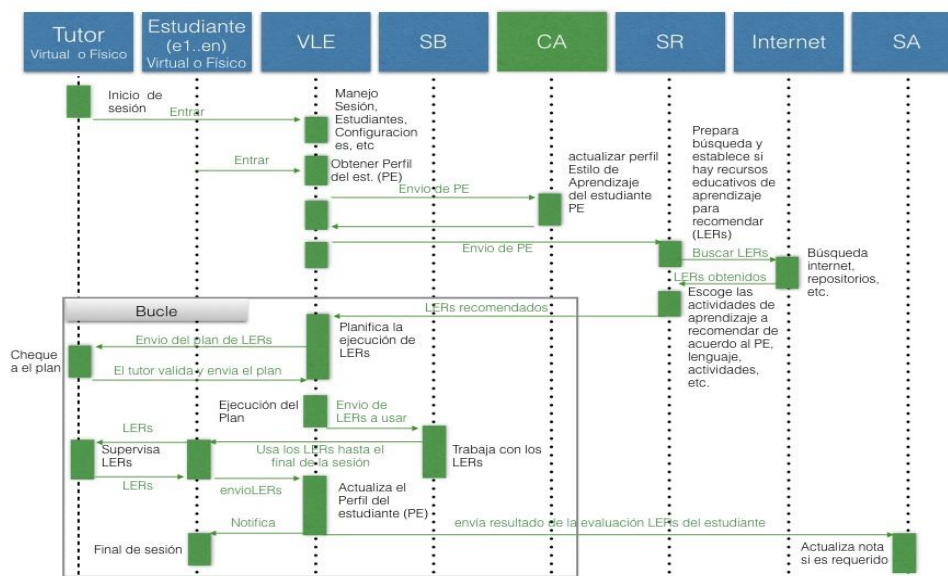 Tutor
Virtual o Físico
Estudiante
(e1..en)
Virtual o Físico
VLE
SB
CA
SR
Internet
SA
Inicio de
sesión
Entrar
Manejo
Sesión,
Estudiantes,
Configuracion
es, etc
Entrar
Obtener Perfil
del est. (PE)
Envio de PE
actualizar perfil
Estilo de
Aprendizaje
del estudiante
PE
Prepara
búsqueda y
establece si
hay recursos
educativos de
aprendizaje
para
recomendar
(LERs)
Envio de PE
Buscar LERs
Búsqueda
internet,
repositorios,
etc.
LERs obtenidos
Escoge las
actividades de
aprendizaje a
recomendar de
acuerdo al PE,
lenguaje,
actividades,
etc.
Bucle
LERs recomendados
Planifica la
ejecución de
LERs
Envio del plan de LERs
Cheque
a el plan
El tutor valida y envia el plan
Ejecución del
Plan
Envio de
LERs a usar
LERs
Supervisa
LERs
Usa los LERs hasta el
final de la sesión
Trabaja con los
LERs
LERs
envioLERs
Actualiza el
Perfil del
estudiante (PE)
Notifica
envía resultado de la evaluación LERs del estudiante
Final de sesión
Actualiza nota
si es requerido